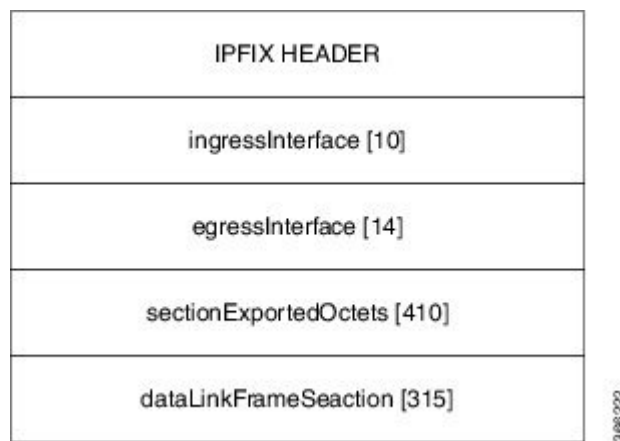 IPFIX HEADER
ingressInterface [10]
egressInterface [14]
sectionExportedOctets [410]
dataLinkFrameSeaction [315]